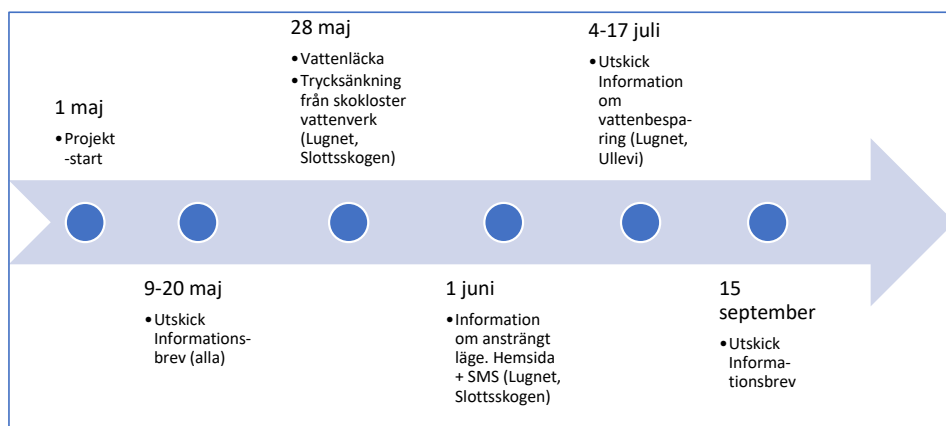 1 maj
•Projekt
-start
9-20 maj
•Utskick
Informations-
brev (alla)
28 maj
•Vattenläcka
•Trycksänkning
från skokloster
vattenverk
(Lugnet,
Slottsskogen)
1 juni
•Information
om ansträngt
läge. Hemsida
+ SMS (Lugnet,
Slottsskogen)
4-17 juli
•Utskick
Information
om
vattenbespa-
ring (Lugnet,
Ullevi)
15
september
•Utskick
Informa-
tionsbrev